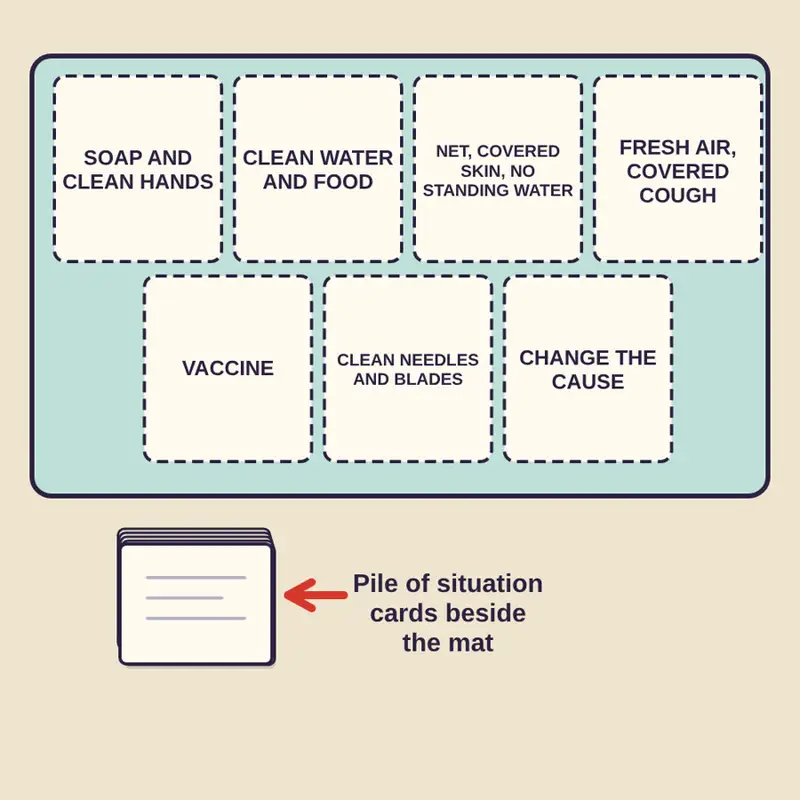 SOAP AND
CLEAN HANDS
CLEAN WATER
AND FOOD
NET, COVERED
SKIN, NO
STANDING WATER
FRESH AIR,
COVERED
COUGH
VACCINE
CLEAN NEEDLES
AND BLADES
CHANGE THE
CAUSE
Pile of situation
cards beside
the mat